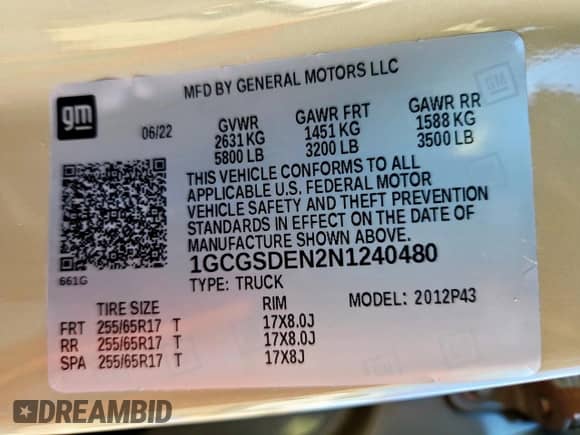 MFD BY GENERAL MOTORS LLC
gm
GM
06/22
GVWR GAWR FRT GAWR RR
2631 KG 1451 KG 1588 KG
5800 LB 3200 LB 3500 LB
THIS VEHICLE CONFORMS TO ALL
APPLICABLE U.S. FEDERAL MOTOR
VEHICLE SAFETY AND THEFT PREVENTION
STANDARDS IN EFFECT ON THE DATE OF
MANUFACTURE SHOWN ABOVE.
661G
1GCGSDEN2N1240480
TYPE: TRUCK MODEL: 2012P43
TIRE SIZE RIM
FRT 255/65R17 T 17X8.0J
RR 255/65R17 T 17X8.0J
SPA 255/65R17 T 17X8J
DREAMBID